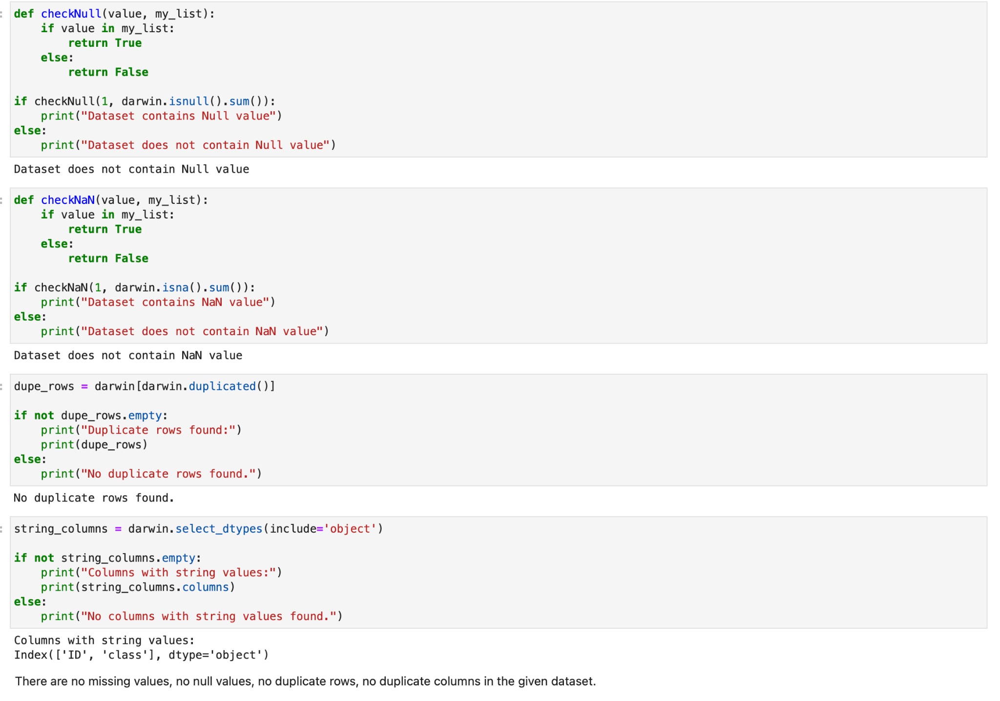 def checkNull(value, my_list):
    if value in my_list:
        return True
    else:
        return False

if checkNull(1, darwin.isnull().sum()):
    print("Dataset contains Null value")
else:
    print("Dataset does not contain Null value")
Dataset does not contain Null value
def checkNaN(value, my_list):
    if value in my_list:
        return True
    else:
        return False

if checkNaN(1, darwin.isna().sum()):
    print("Dataset contains NaN value")
else:
    print("Dataset does not contain NaN value")
Dataset does not contain NaN value
dupe_rows = darwin[darwin.duplicated()]

if not dupe_rows.empty:
    print("Duplicate rows found:")
    print(dupe_rows)
else:
    print("No duplicate rows found.")
No duplicate rows found.
string_columns = darwin.select_dtypes(include='object')

if not string_columns.empty:
    print("Columns with string values:")
    print(string_columns.columns)
else:
    print("No columns with string values found.")
Columns with string values:
Index(['ID', 'class'], dtype='object')
There are no missing values, no null values, no duplicate rows, no duplicate columns in the given dataset.